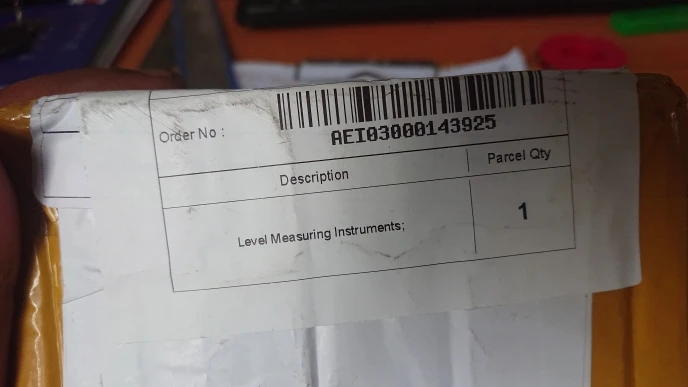 Order No :
AEI03000143925
Description
Parcel Qty
Level Measuring Instruments;
1